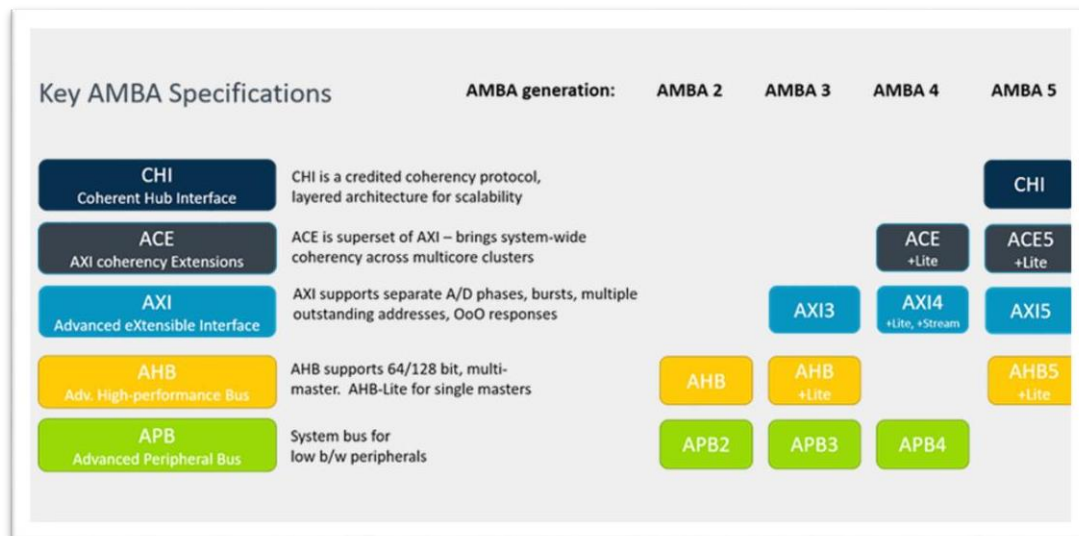 Key AMBA Specifications
AMBA generation: AMBA 2 AMBA 3 AMBA 4 AMBA 5
CHI
Coherent Hub Interface
CHI is a credited coherency protocol,
layered architecture for scalability
CHI
ACE
AXI coherency Extensions
ACE is superset of AXI – brings system-wide
coherency across multicore clusters
ACE
+Lite
ACE5
+Lite
AXI
Advanced eXtensible Interface
AXI supports separate A/D phases, bursts, multiple
outstanding addresses, OoO responses
AXI3
AXI4
+Lite, +Stream
AXI5
AHB
Adv. High-performance Bus
AHB supports 64/128 bit, multi-
master. AHB-Lite for single masters
AHB
AHB
+Lite
AHB5
+Lite
APB
Advanced Peripheral Bus
System bus for
low b/w peripherals
APB2
APB3
APB4